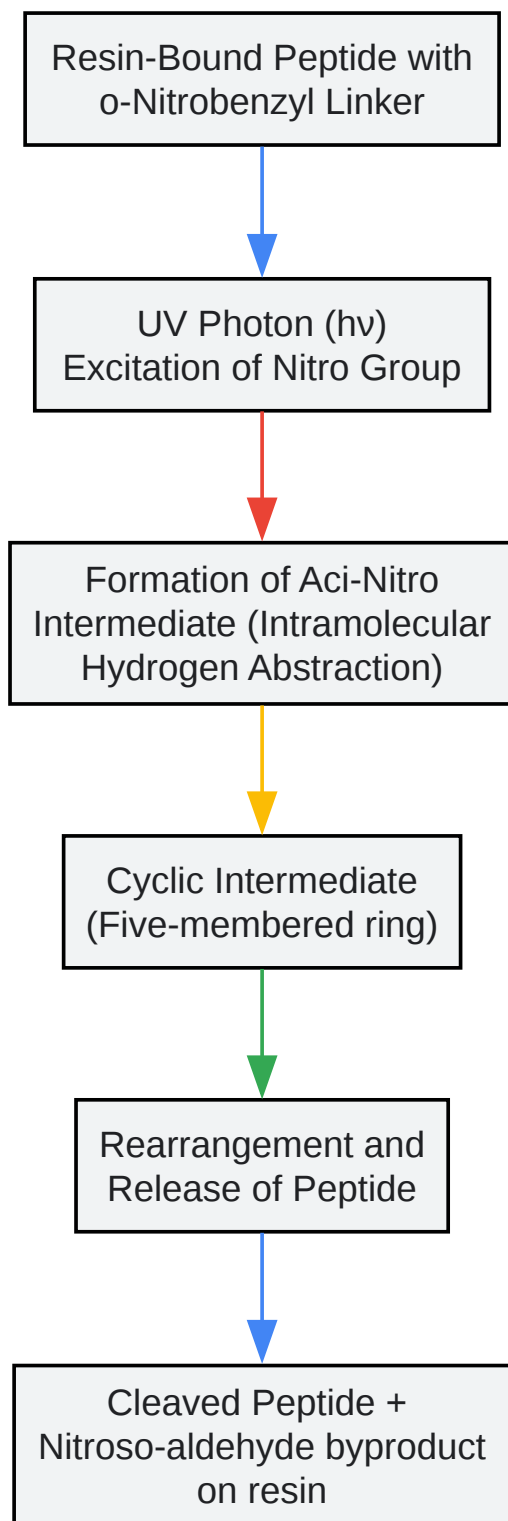 Resin-Bound Peptide with
o-Nitrobenzyl Linker
UV Photon (hν)
Excitation of Nitro Group
Formation of Aci-Nitro
Intermediate (Intramolecular
Hydrogen Abstraction)
Cyclic Intermediate
(Five-membered ring)
Rearrangement and
Release of Peptide
Cleaved Peptide +
Nitroso-aldehyde byproduct
on resin